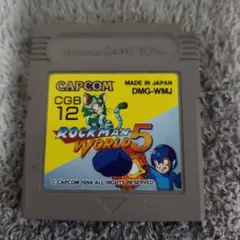 CAPCOM
MADE IN JAPAN
CGB
12
DMG-WMJ
ROCKMAN
WORLD 5
© CAPCOM 1994 ALL RIGHTS RESERVED